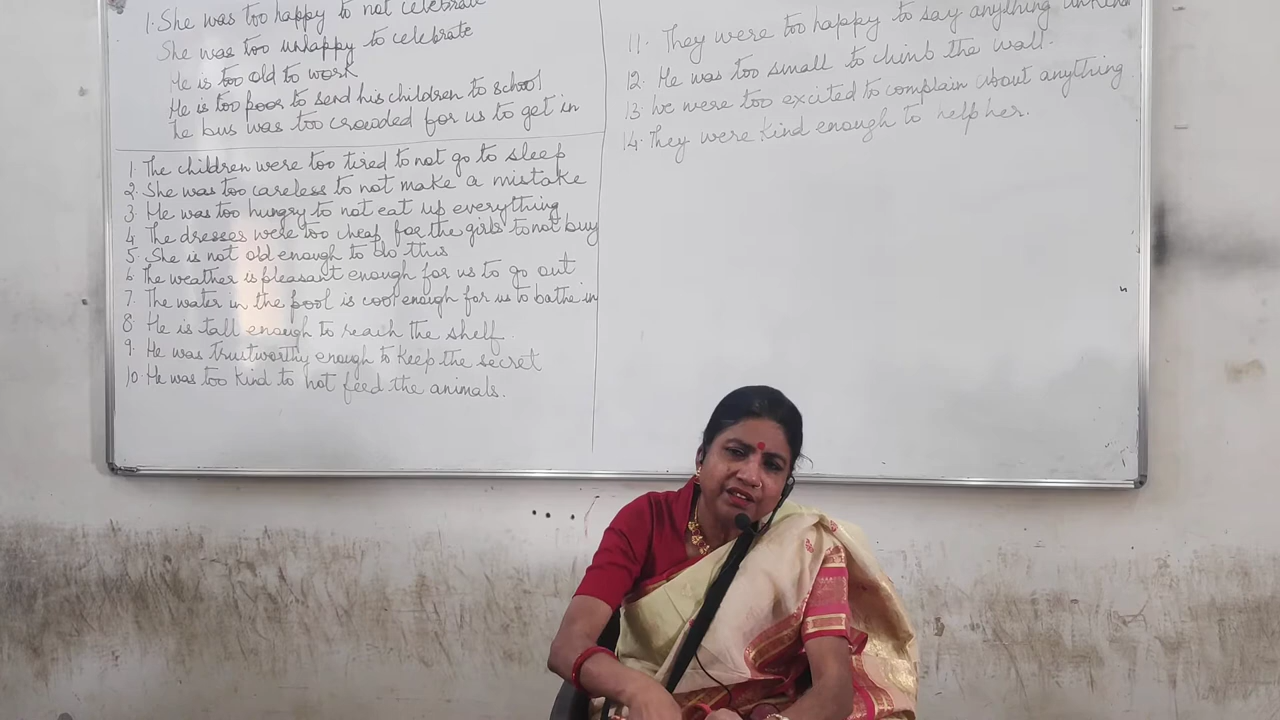 1. She was too happy to not celebrate
She was too unhappy to celebrate
He is too old to work
He is too poor to send his children to school
The bus was too crowded for us to get in
1. The children were too tired to not go to sleep
2. She was too careless to not make a mistake
3. He was too hungry to not eat up everything
4 The dresses were too cheap for the girls to not buy
5. She is not old enough to do this
6 The weather is pleasant enough for us to go out
7. The water in the pool is cool enough for us to bathe in
8 He is tall enough to reach the shelf.
9. He was trustworthy enough to keep the secret
10 He was too kind to not feed the animals.
11. They were too happy to say anything unkind
12. He was too small to climb the wall.
13 We were too excited to complain about anything
14. They were kind enough to help her.